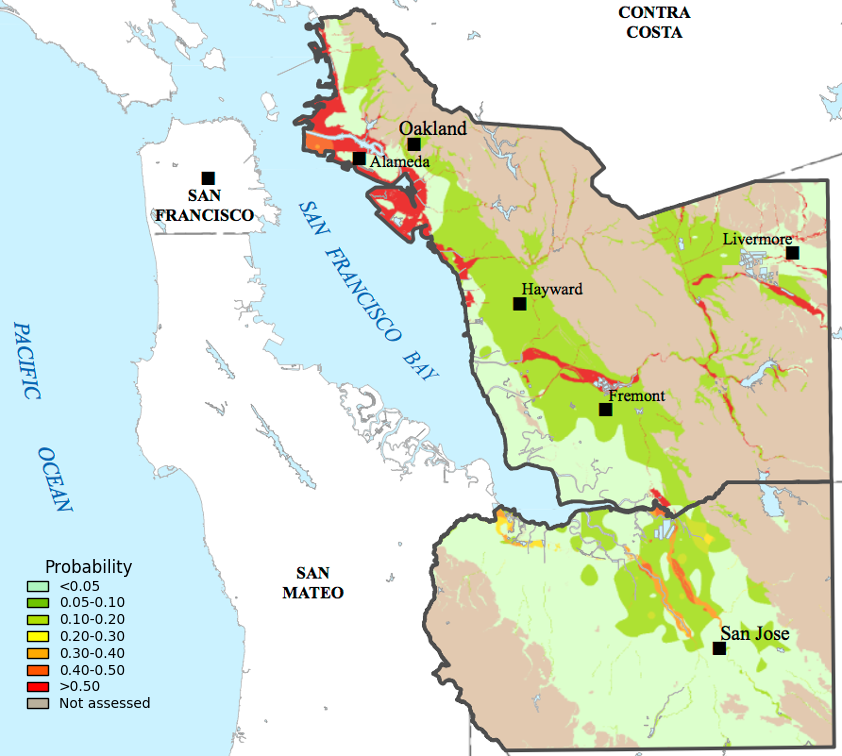 CONTRA
COSTA
Oakland
Alameda
SAN
FRANCISCO
SAN FRANCISCO BAY
Livermore
Hayward
PACIFIC
OCEAN
Fremont
SAN
MATEO
San Jose
Probability
<0.05
0.05-0.10
0.10-0.20
0.20-0.30
0.30-0.40
0.40-0.50
>0.50
Not assessed